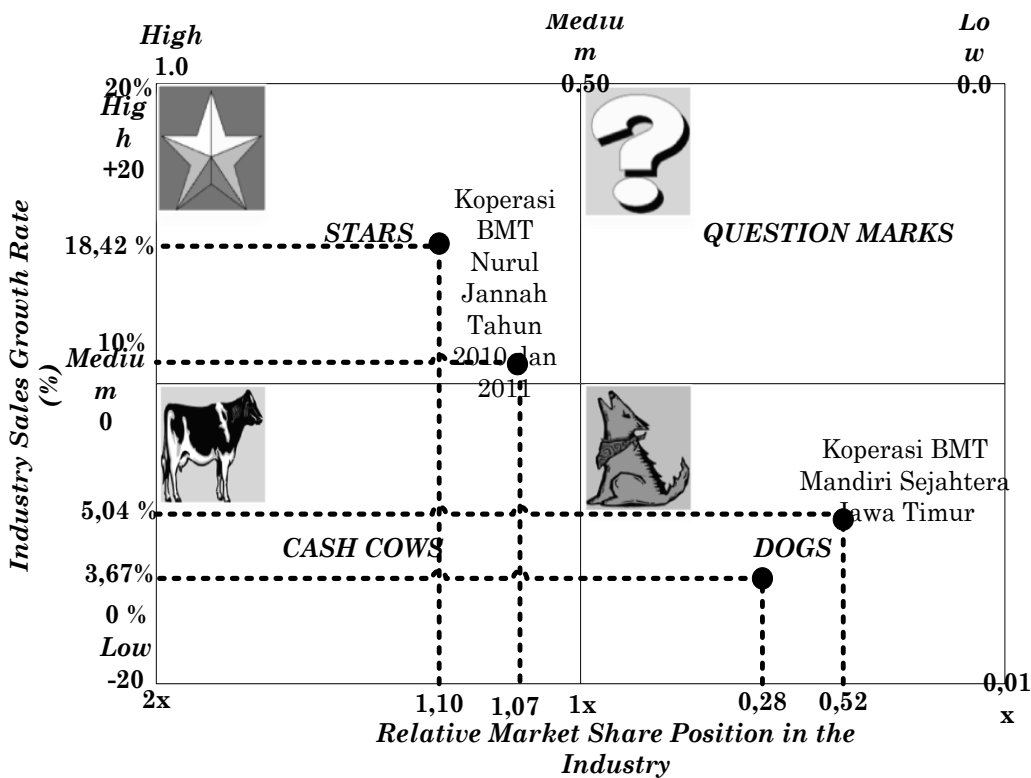 High
1.0
Mediu
m
0.50
Lo
w
0.0
20%
Hig
h
+20
STARS
Koperasi
BMT
Nurul
Jannah
Tahun
2010 dan
2011
QUESTION MARKS
18,42 %
10%
Mediu
m
0
Industry Sales Growth Rate
(%)
Koperasi BMT
Mandiri Sejahtera
Jawa Timur
5,04 %
CASH COWS
DOGS
3,67%
0 %
Low
-20
2x
1,10
1,07
1x
0,28
0,52
0,01
x
Relative Market Share Position in the
Industry